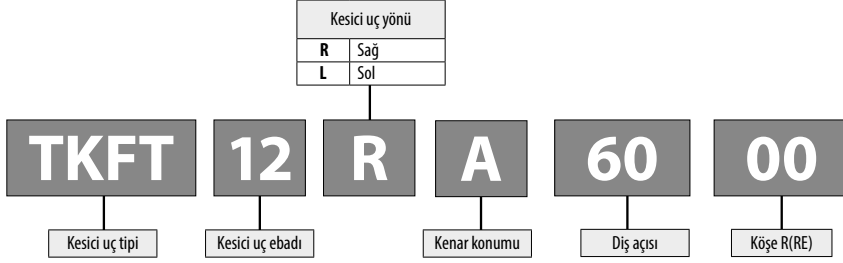 Kesici uç yönü
R Sağ
L Sol
TKFT 12 R A 60 00
Kesici uç tipi Kesici uç ebadı Kenar konumu Diş açısı Köşe R(RE)